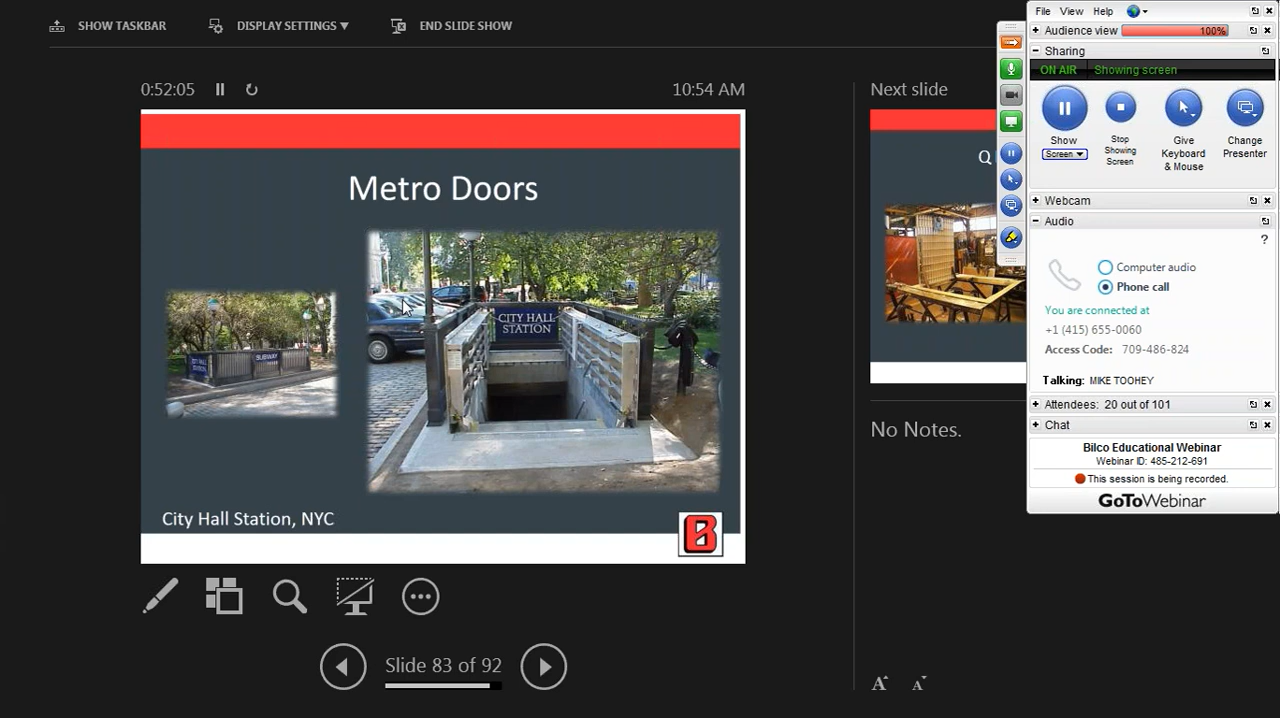 SHOW TASKBAR
DISPLAY SETTINGS ▼
END SLIDE SHOW
0:52:05
10:54 AM
Metro Doors
CITY HALL
STATION
SUBWAY
CITY HALL
STATION
City Hall Station, NYC
B
Slide 83 of 92
Next slide
Q
No Notes.
A
A
File View Help
Audience view 100%
Sharing
ON AIR Showing screen
Show
Screen
Stop
Showing
Screen
Give
Keyboard
& Mouse
Change
Presenter
Webcam
Audio
?
Computer audio
Phone call
You are connected at
+1 (415) 655-0060
Access Code: 709-486-824
Talking: MIKE TOOHEY
Attendees: 20 out of 101
Chat
Bilco Educational Webinar
Webinar ID: 485-212-691
This session is being recorded.
GoToWebinar